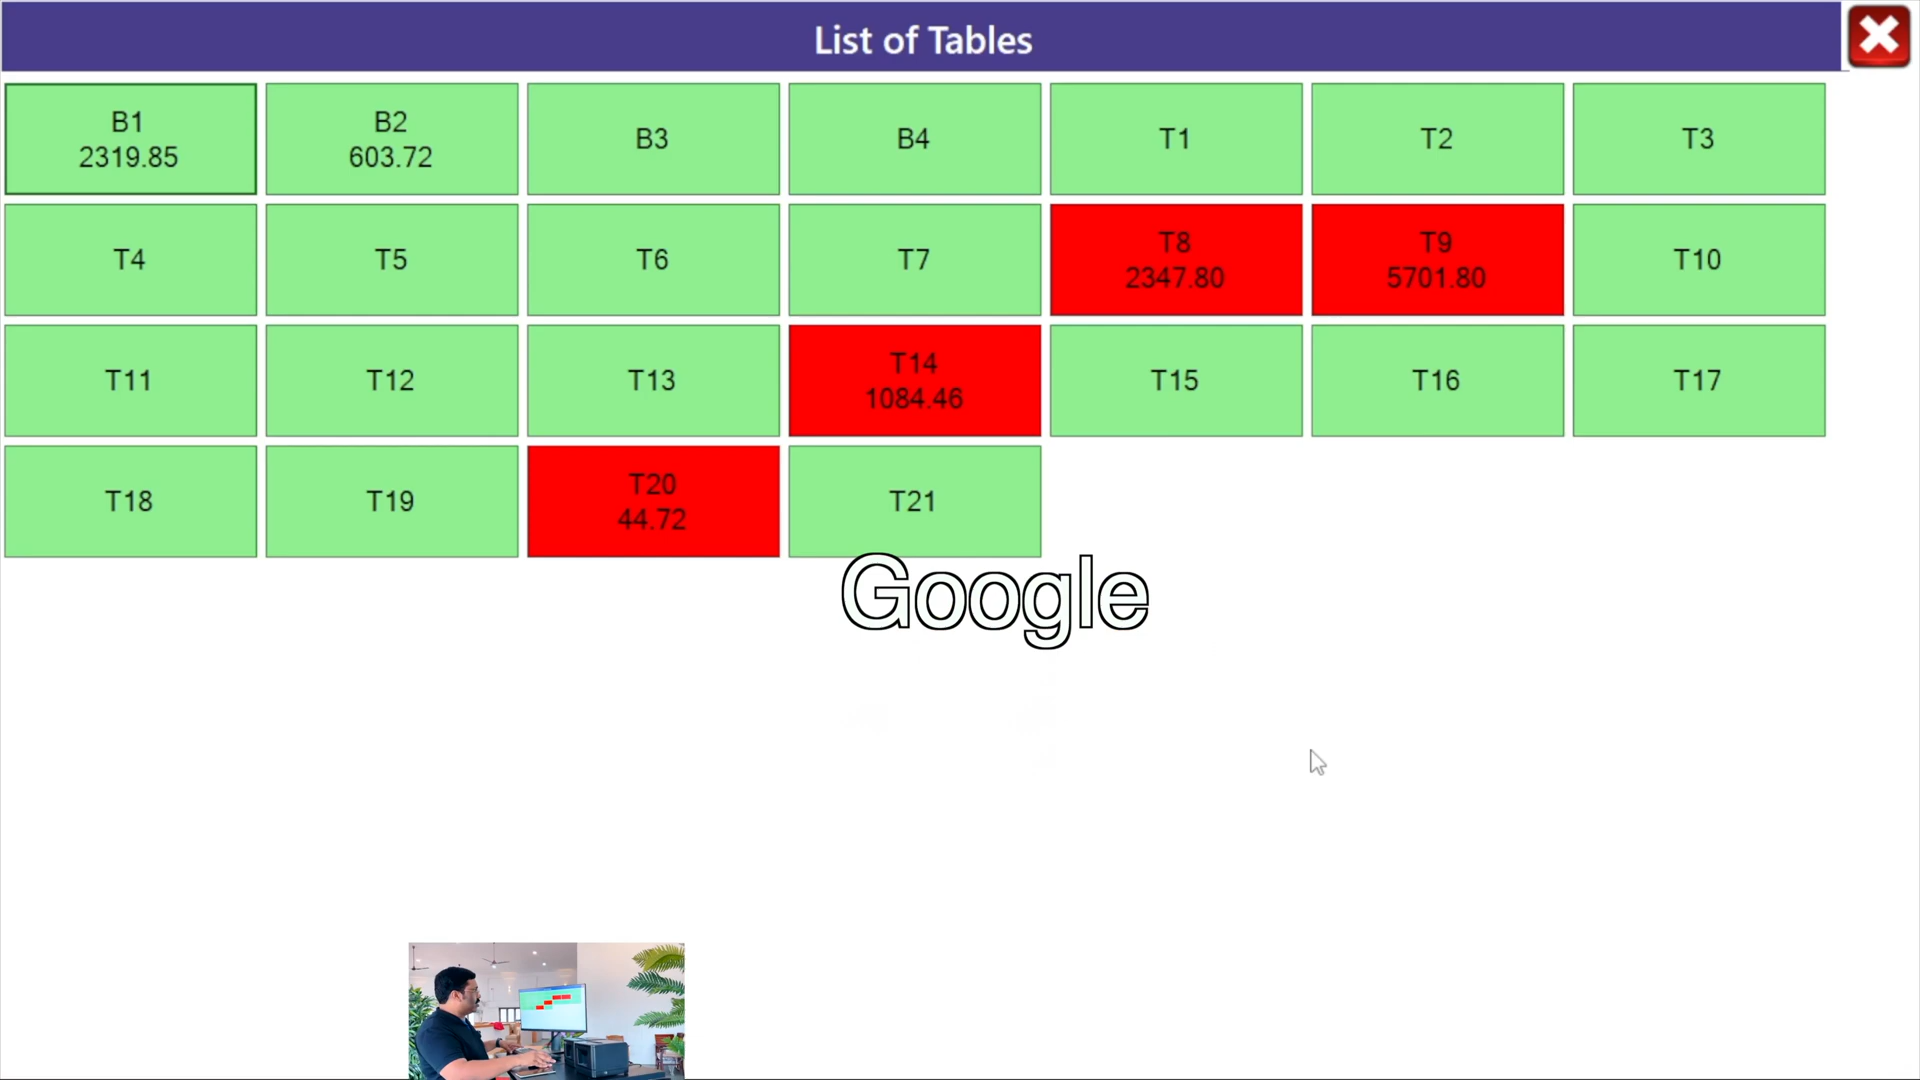 List of Tables
B1
2319.85
B2
603.72
B3
B4
T1
T2
T3
T4
T5
T6
T7
T8
2347.80
T9
5701.80
T10
T11
T12
T13
T14
1084.46
T15
T16
T17
T18
T19
T20
44.72
T21
Google